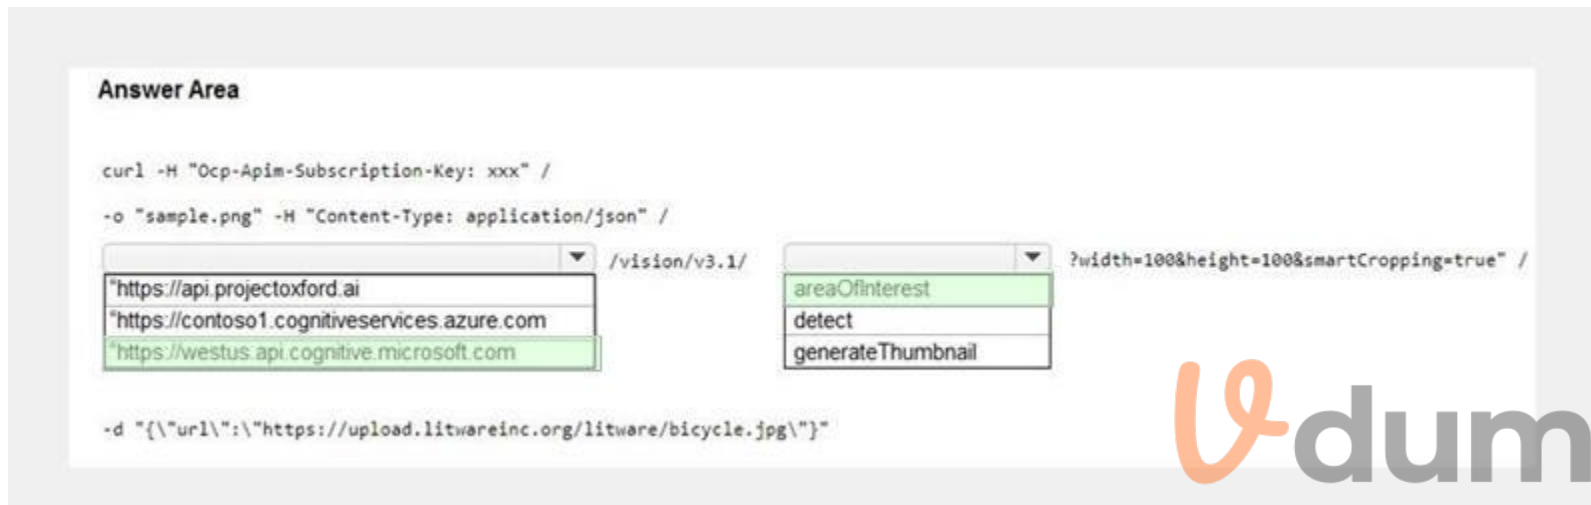 Answer Area
curl -H "Ocp-Apim-Subscription-Key: xxx" /
-o "sample.png" -H "Content-Type: application/json" /
/vision/v3.1/ ?width=100&height=100&smartCropping=true" /
"https://api.projectoxford.ai
"https://contoso1.cognitiveservices.azure.com
"https://westus.api.cognitive.microsoft.com
areaOfInterest
detect
generateThumbnail
-d "{\"url\":\"https://upload.litwareinc.org/litware/bicycle.jpg\"}"
Vdum